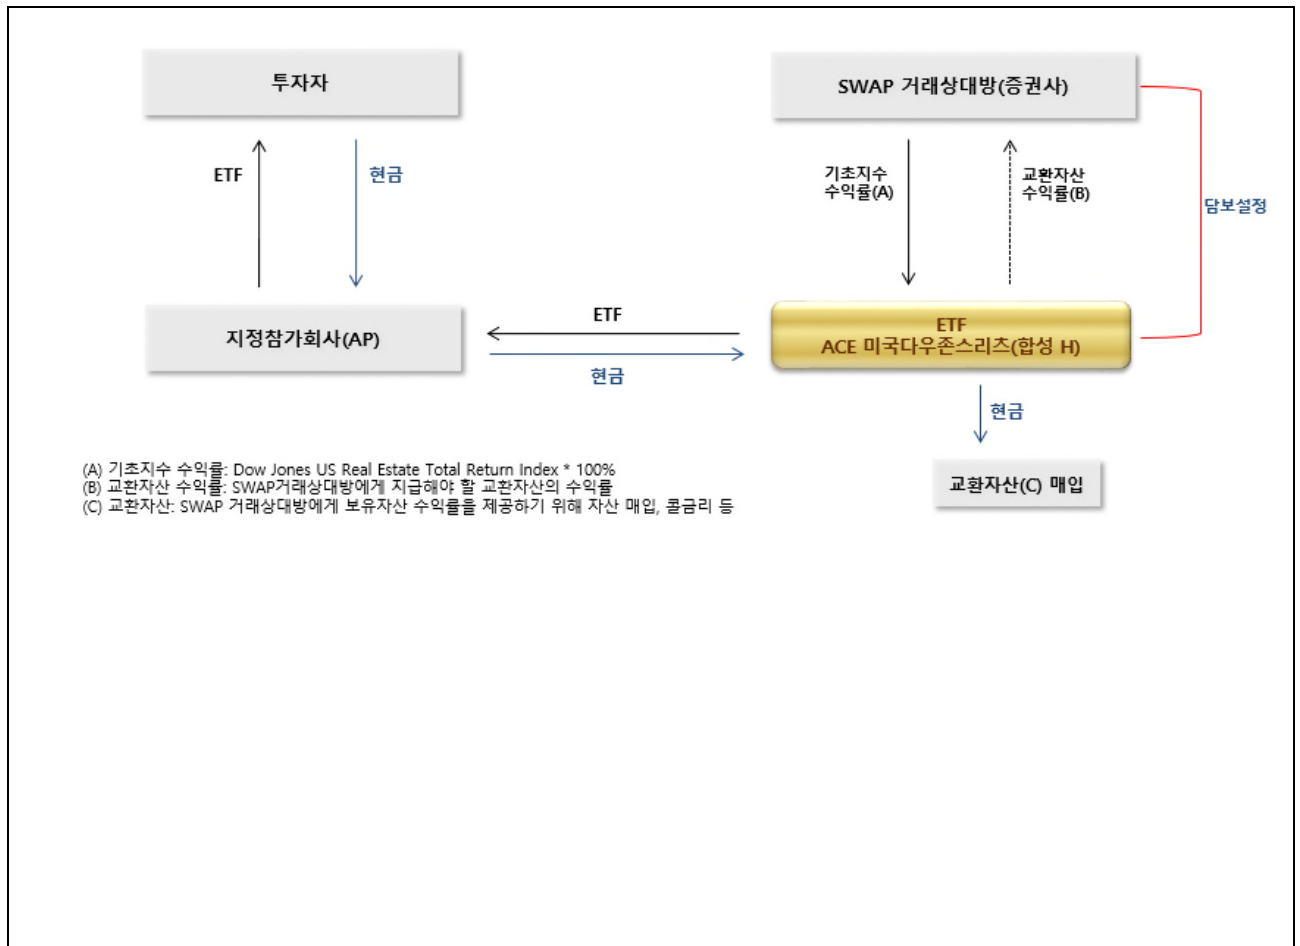 투자자
SWAP 거래상대방(증권사)
ETF
현금
기초지수
수익률(A)
교환자산
수익률(B)
담보설정
지정참가회사(AP)
ETF
현금
ETF
ACE 미국다우존스리츠(합성 H)
현금
교환자산(C) 매입
(A) 기초지수 수익률: Dow Jones US Real Estate Total Return Index * 100%
(B) 교환자산 수익률: SWAP거래상대방에게 지급해야 할 교환자산의 수익률
(C) 교환자산: SWAP 거래상대방에게 보유자산 수익률을 제공하기 위해 자산 매입, 콜금리 등